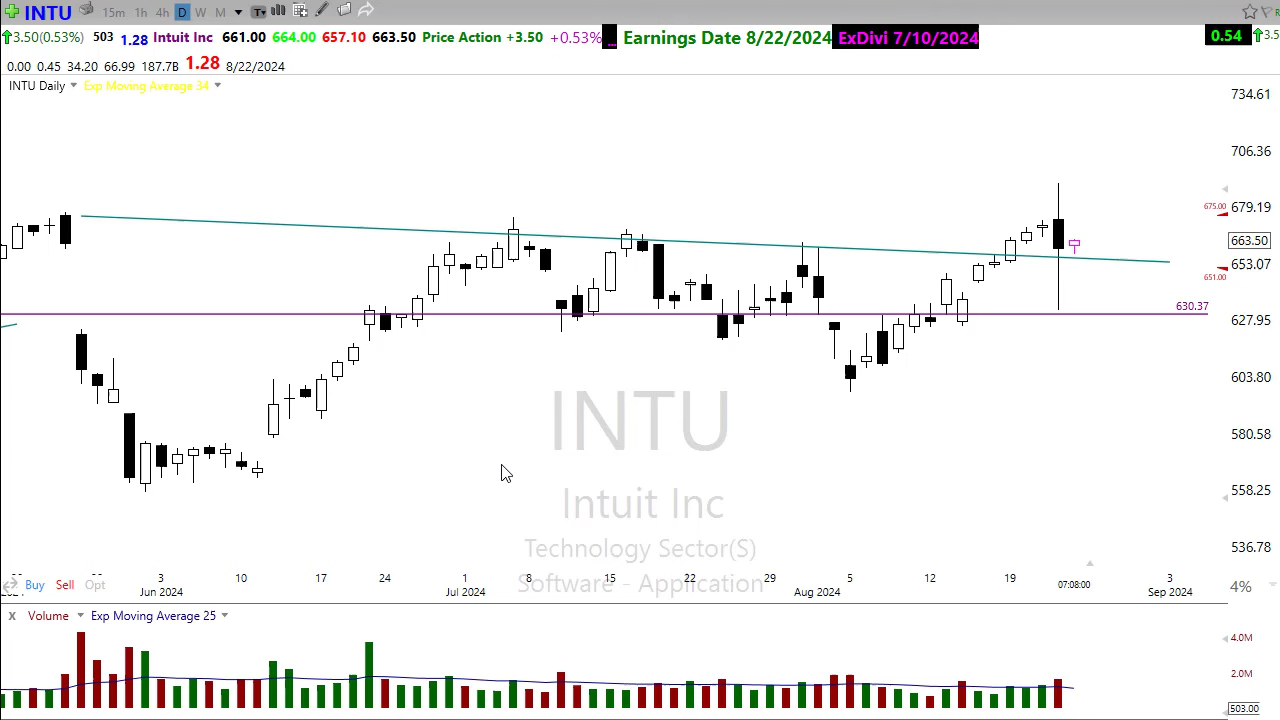 INTU 15m 1h 4h D W M T
3.50(0.53%) 503 1.28 Intuit Inc 661.00 664.00 657.10 663.50 Price Action +3.50 +0.53% Earnings Date 8/22/2024 ExDivi 7/10/2024 0.54 3.5
0.00 0.45 34.20 66.99 187.7B 1.28 8/22/2024
INTU Daily Exp Moving Average 34
734.61
706.36
679.19
675.00
663.50
653.07
651.00
630.37
627.95
603.80
INTU
580.58
Intuit Inc
558.25
Technology Sector(S)
536.78
Software - Application
3 10 17 24 1 8 15 22 29 5 12 19 3
Buy Sell Opt 07:08:00 4%
Jun 2024 Jul 2024 Aug 2024 Sep 2024
X Volume Exp Moving Average 25
4.0M
2.0M
503.00